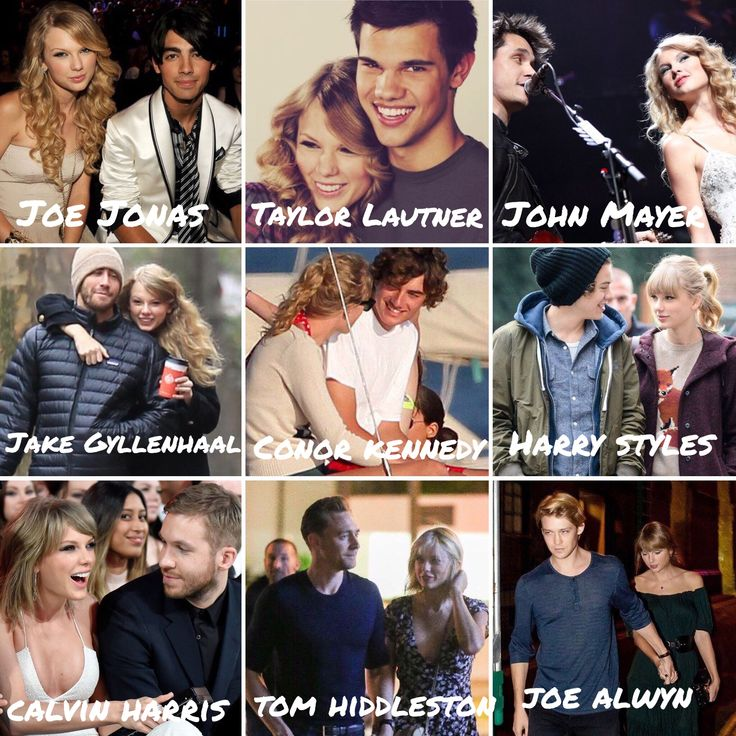 Joe Jonas
Taylor Lautner
John Mayer
Jake Gyllenhaal
Conor Kennedy
Harry Styles
Calvin Harris
Tom Hiddleston
Joe Alwyn